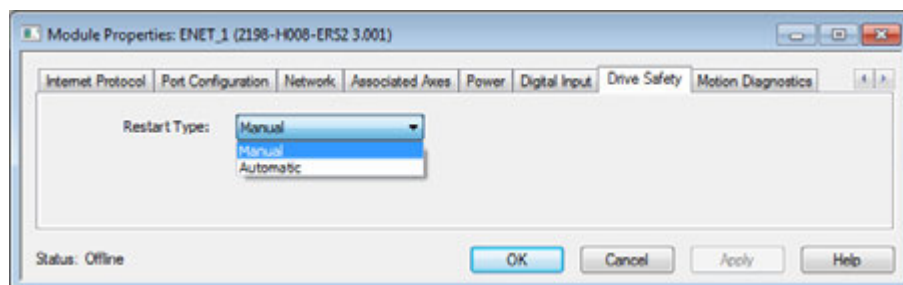 Module Properties: ENET_1 (2198-H008-ERS2 3.001)
Internet Protocol Port Configuration Network Associated Axes Power Digital Input Drive Safety Motion Diagnostics
Restart Type: Manual
Manual
Automatic
Status: Offline OK Cancel Apply Help